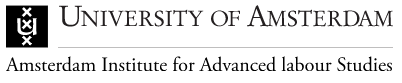 UNIVERSITY OF AMSTERDAM
Amsterdam Institute for Advanced labour Studies